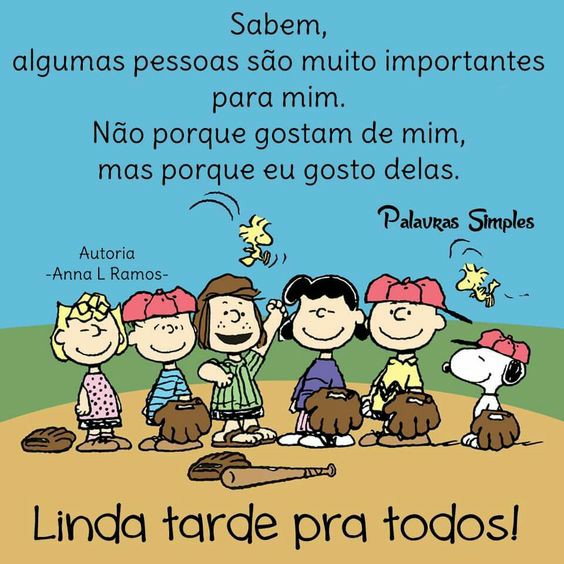 Sabem,
algumas pessoas são muito importantes
para mim.
Não porque gostam de mim,
mas porque eu gosto delas.
Palavras Simples
Autoria
-Anna L Ramos-
Linda tarde pra todos!